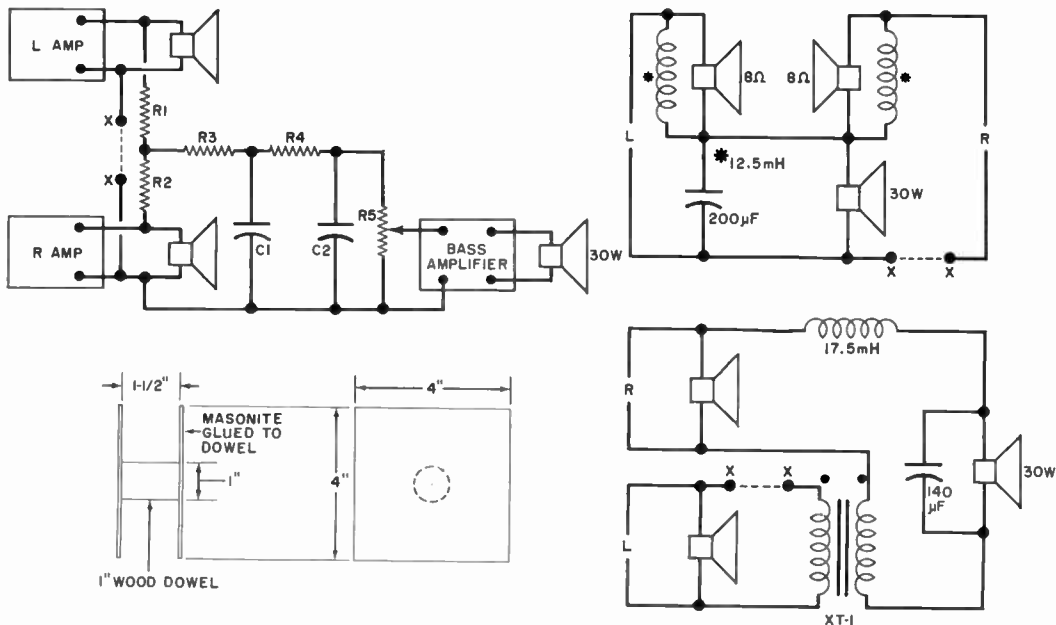 L AMP
X
R1
R3
R4
X
R2
R5
R AMP
C1
C2
BASS
AMPLIFIER
30W
L
✱
8Ω
8Ω
✱
R
✱12.5mH
200µF
30W
X
X
1-1/2"
MASONITE
GLUED TO
DOWEL
1"
1" WOOD DOWEL
4"
4"
17.5mH
R
X
X
140
µF
30W
L
XT-1